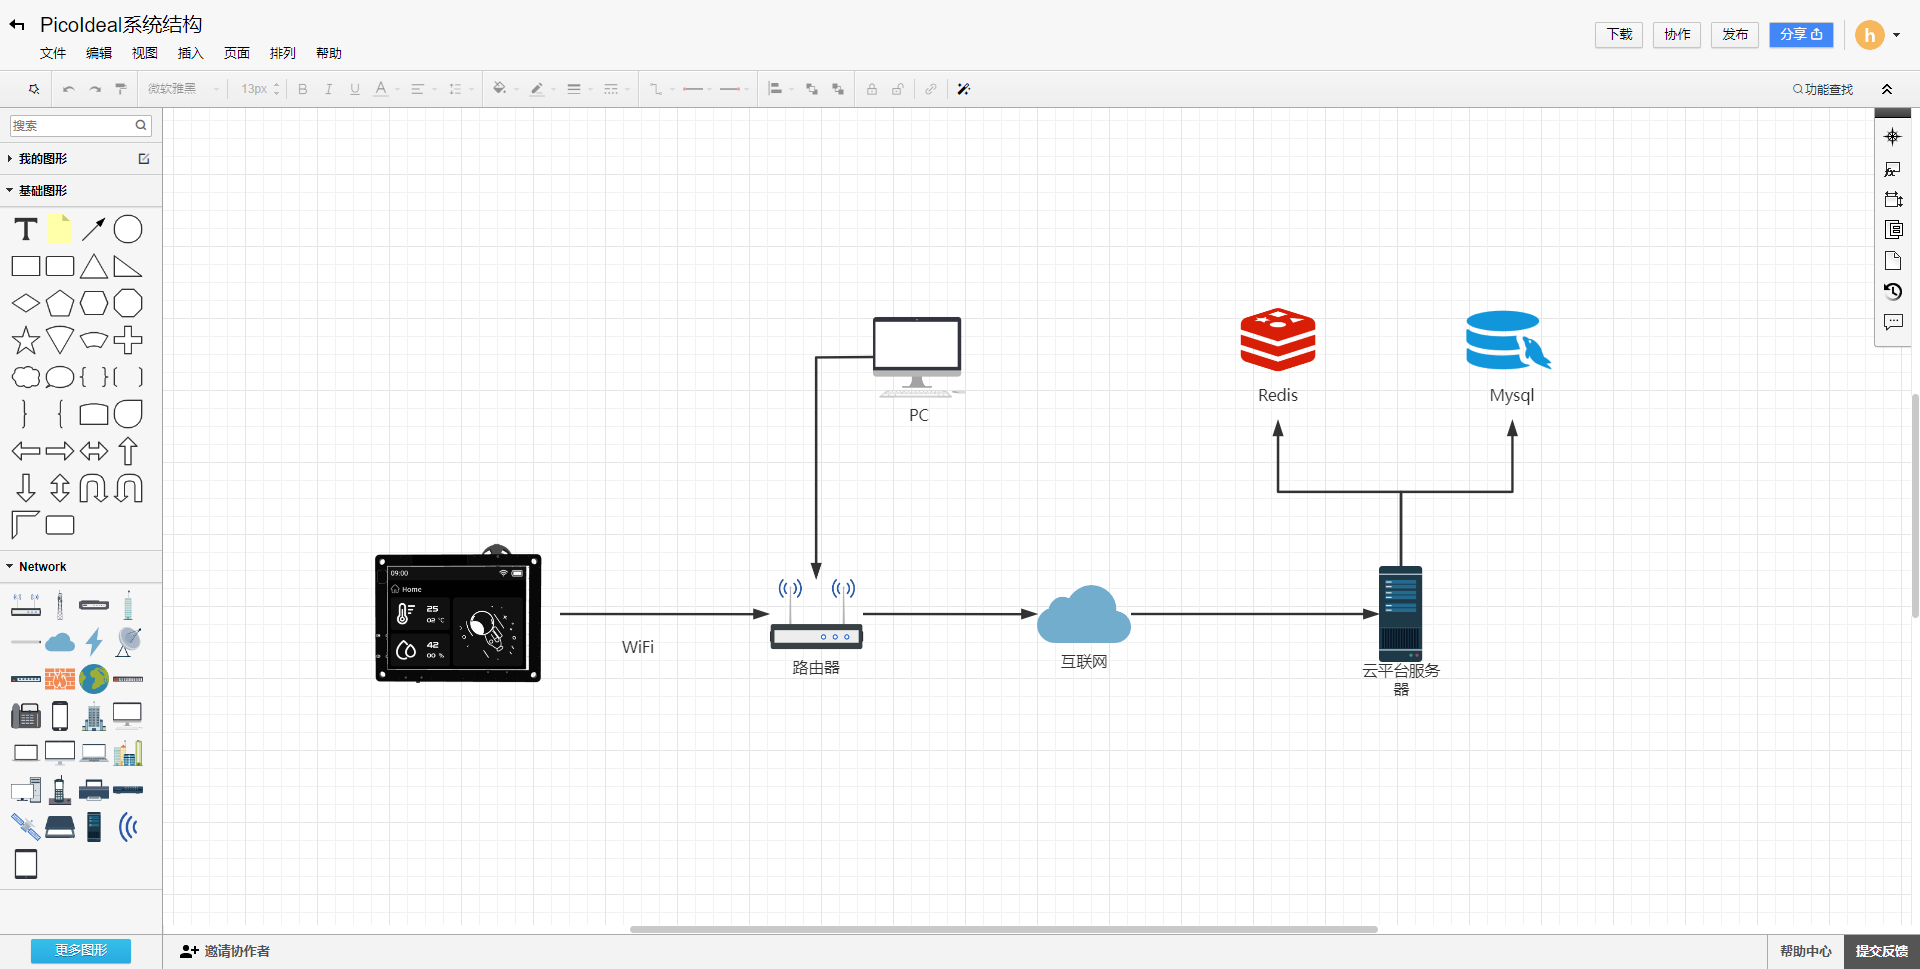 PicoIdeal系统结构
文件 编辑 视图 插入 页面 排列 帮助
下载 协作 发布 分享 h
微软雅黑 13px B I U A
功能查找
搜索
我的图形
基础图形
T
Network
更多图形
PC
Redis
Mysql
09:00
Home
25
02 °C
42
00 %
WiFi
路由器
互联网
云平台服务
器
邀请协作者
帮助中心 提交反馈